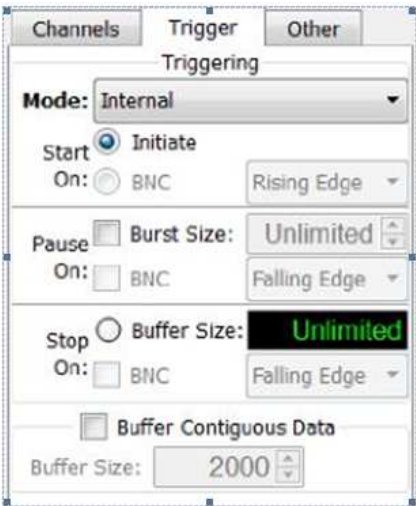 Channels Trigger Other
Triggering
Mode: Internal
Start On: Initiate
BNC Rising Edge
Pause On: Burst Size: Unlimited
BNC Falling Edge
Stop On: Buffer Size: Unlimited
BNC Falling Edge
Buffer Contiguous Data
Buffer Size: 2000